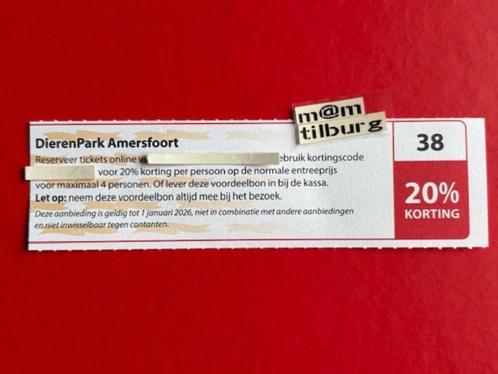 m@m
tilburg
DierenPark Amersfoort
Reserveer tickets online v ebruik kortingscode
voor 20% korting per persoon op de normale entreeprijs
voor maximaal 4 personen. Of lever deze voordeelbon in bij de kassa.
Let op: neem deze voordeelbon altijd mee bij het bezoek.
Deze aanbieding is geldig tot 1 januari 2026, niet in combinatie met andere aanbiedingen
en niet inwisselbaar tegen contanten.
38
20%
KORTING